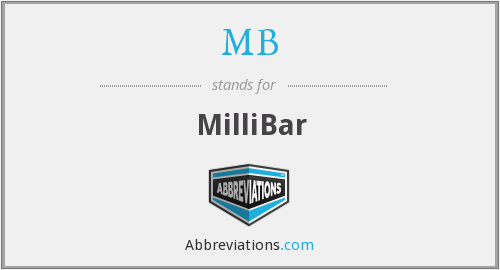 MB
stands for
MilliBar
ABBREVIATIONS
Abbreviations.com